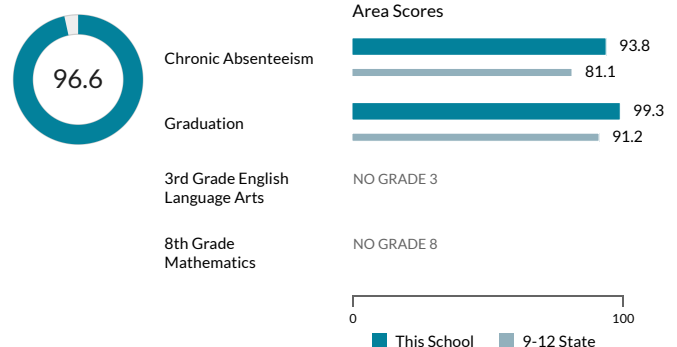 Area Scores
96.6
Chronic Absenteeism
93.8
81.1
Graduation
99.3
91.2
3rd Grade English
Language Arts
NO GRADE 3
8th Grade
Mathematics
NO GRADE 8
0
100
This School
9-12 State